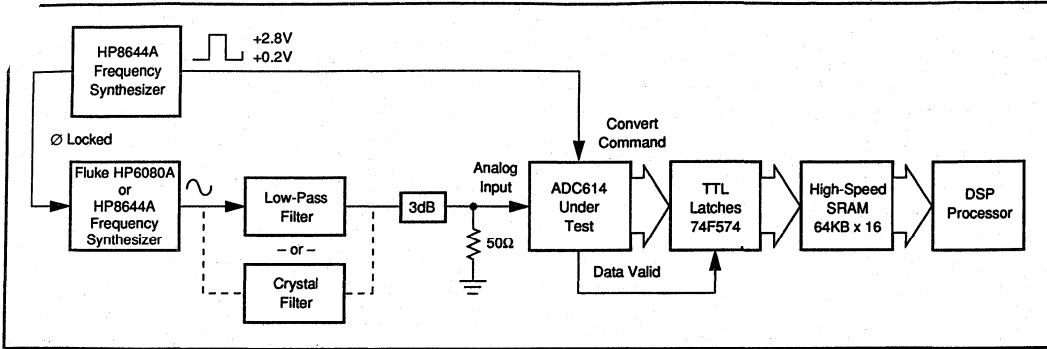 HP8644A
Frequency
Synthesizer
+2.8V
+0.2V
Ø Locked
Fluke HP6080A
or
HP8644A
Frequency
Synthesizer
Low-Pass
Filter
– or –
Crystal
Filter
3dB
50Ω
Analog
Input
Convert
Command
ADC614
Under
Test
Data Valid
TTL
Latches
74F574
High-Speed
SRAM
64KB x 16
DSP
Processor